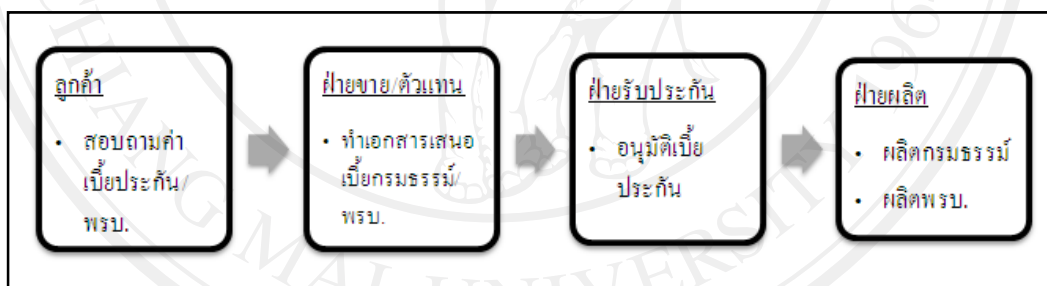 ลูกค้า
• สอบถามค่า
เบี้ยประกัน/
พรบ.
ฝ่ายขาย/ตัวแทน
• ทำเอกสารเสนอ
เบี้ยกรมธรรม์/
พรบ.
ฝ่ายรับประกัน
• อนุมัติเบี้ย
ประกัน
ฝ่ายผลิต
• ผลิตกรมธรรม์
• ผลิตพรบ.